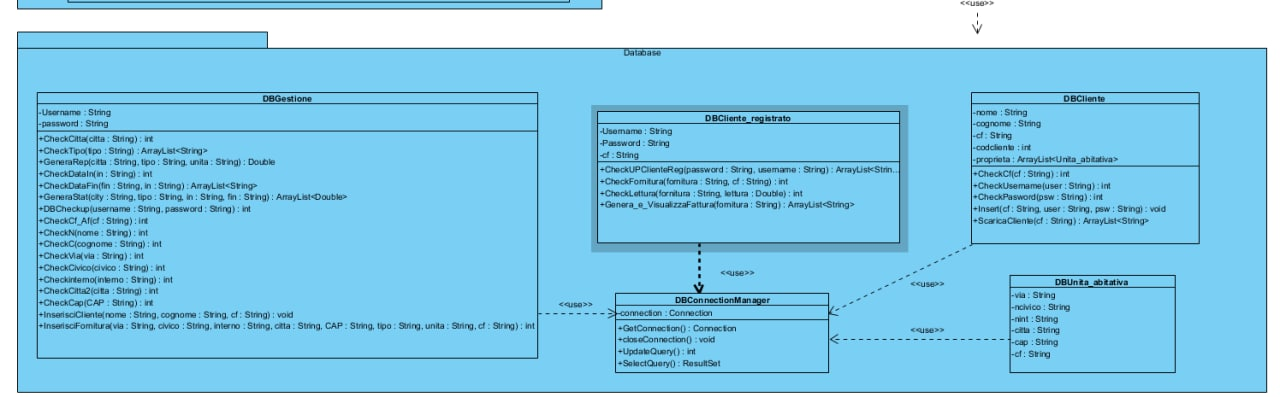 <<use>>
Database
DBGestione
-Username : String
-password : String
+CheckCitta(citta : String) : int
+CheckTipo(tipo : String) : ArrayList<String>
+GeneraRep(citta : String, tipo : String, unita : String) : Double
+CheckDataIn(in : String) : int
+CheckDataFin(fin : String, in : String) : ArrayList<String>
+GeneraStat(city : String, tipo : String, in : String, fin : String) : ArrayList<Double>
+DBCheckup(username : String, password : String) : int
+CheckCf_Af(cf : String) : int
+CheckN(nome : String) : int
+CheckC(cognome : String) : int
+CheckVia(via : String) : int
+CheckCivico(civico : String) : int
+Checkinterno(interno : String) : int
+CheckCitta2(citta : String) : int
+CheckCap(CAP : String) : int
+InserisciCliente(nome : String, cognome : String, cf : String) : void
+InserisciFornitura(via : String, civico : String, interno : String, citta : String, CAP : String, tipo : String, unita : String, cf : String) : int
DBCliente_registrato
-Username : String
-Password : String
-cf : String
+CheckUPClienteReg(password : String, username : String) : ArrayList<Strin...
+CheckFornitura(fornitura : String, cf : String) : int
+CheckLettura(fornitura : String, lettura : Double) : int
+Genera_e_VisualizzaFattura(fornitura : String) : ArrayList<String>
DBCliente
-nome : String
-cognome : String
-cf : String
-codcliente : int
-proprieta : ArrayList<Unita_abitativa>
+CheckCf(cf : String) : int
+CheckUsername(user : String) : int
+CheckPasword(psw : String) : int
+Insert(cf : String, user : String, psw : String) : void
+ScaricaCliente(cf : String) : ArrayList<String>
<<use>>
<<use>>
<<use>>
<<use>>
DBConnectionManager
-connection : Connection
+GetConnection() : Connection
+closeConnection() : void
+UpdateQuery() : int
+SelectQuery() : ResultSet
DBUnita_abitativa
-via : String
-ncivico : String
-nint : String
-citta : String
-cap : String
-cf : String